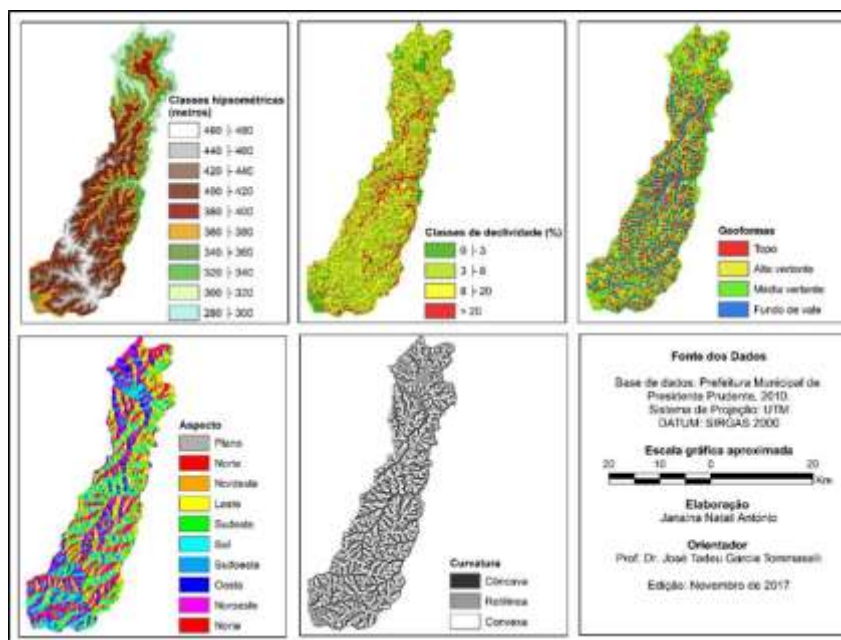 Classes hipsométricas
(metros)
460 |- 480
440 |- 460
420 |- 440
400 |- 420
380 |- 400
360 |- 380
340 |- 360
320 |- 340
300 |- 320
280 |- 300
Classes de declividade (%)
0 |- 3
3 |- 8
8 |- 20
> 20
Geoformas
Topo
Alta vertente
Média vertente
Fundo de vale
Aspecto
Plano
Norte
Nordeste
Leste
Sudeste
Sul
Sudoeste
Oeste
Noroeste
Norte
Curvatura
Côncava
Retilínea
Convexa
Fonte dos Dados
Base de dados: Prefeitura Municipal de
Presidente Prudente, 2010.
Sistema de Projeção: UTM
DATUM: SIRGAS 2000
Escala gráfica aproximada
20 10 0 20
Km
Elaboração
Janaína Natali Antonio
Orientador
Prof. Dr. José Tadeu Garcia Tommaselli
Edição: Novembro de 2017